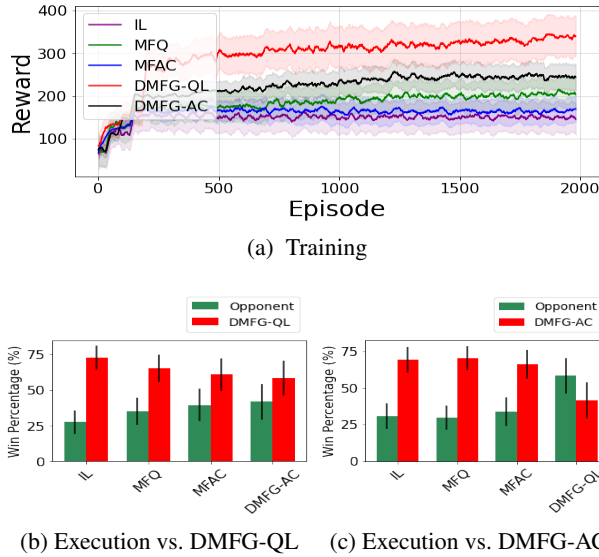 400
300
200
100
Reward
IL
MFQ
MFAC
DMFG-QL
DMFG-AC
0 500 1000 1500 2000
Episode
(a) Training
Opponent
DMFG-QL
75
50
25
0
Win Percentage (%)
IL MFQ MFAC DMFG-AC
(b) Execution vs. DMFG-QL
Opponent
DMFG-AC
75
50
25
0
Win Percentage (%)
IL MFQ MFAC DMFG-QL
(c) Execution vs. DMFG-AC